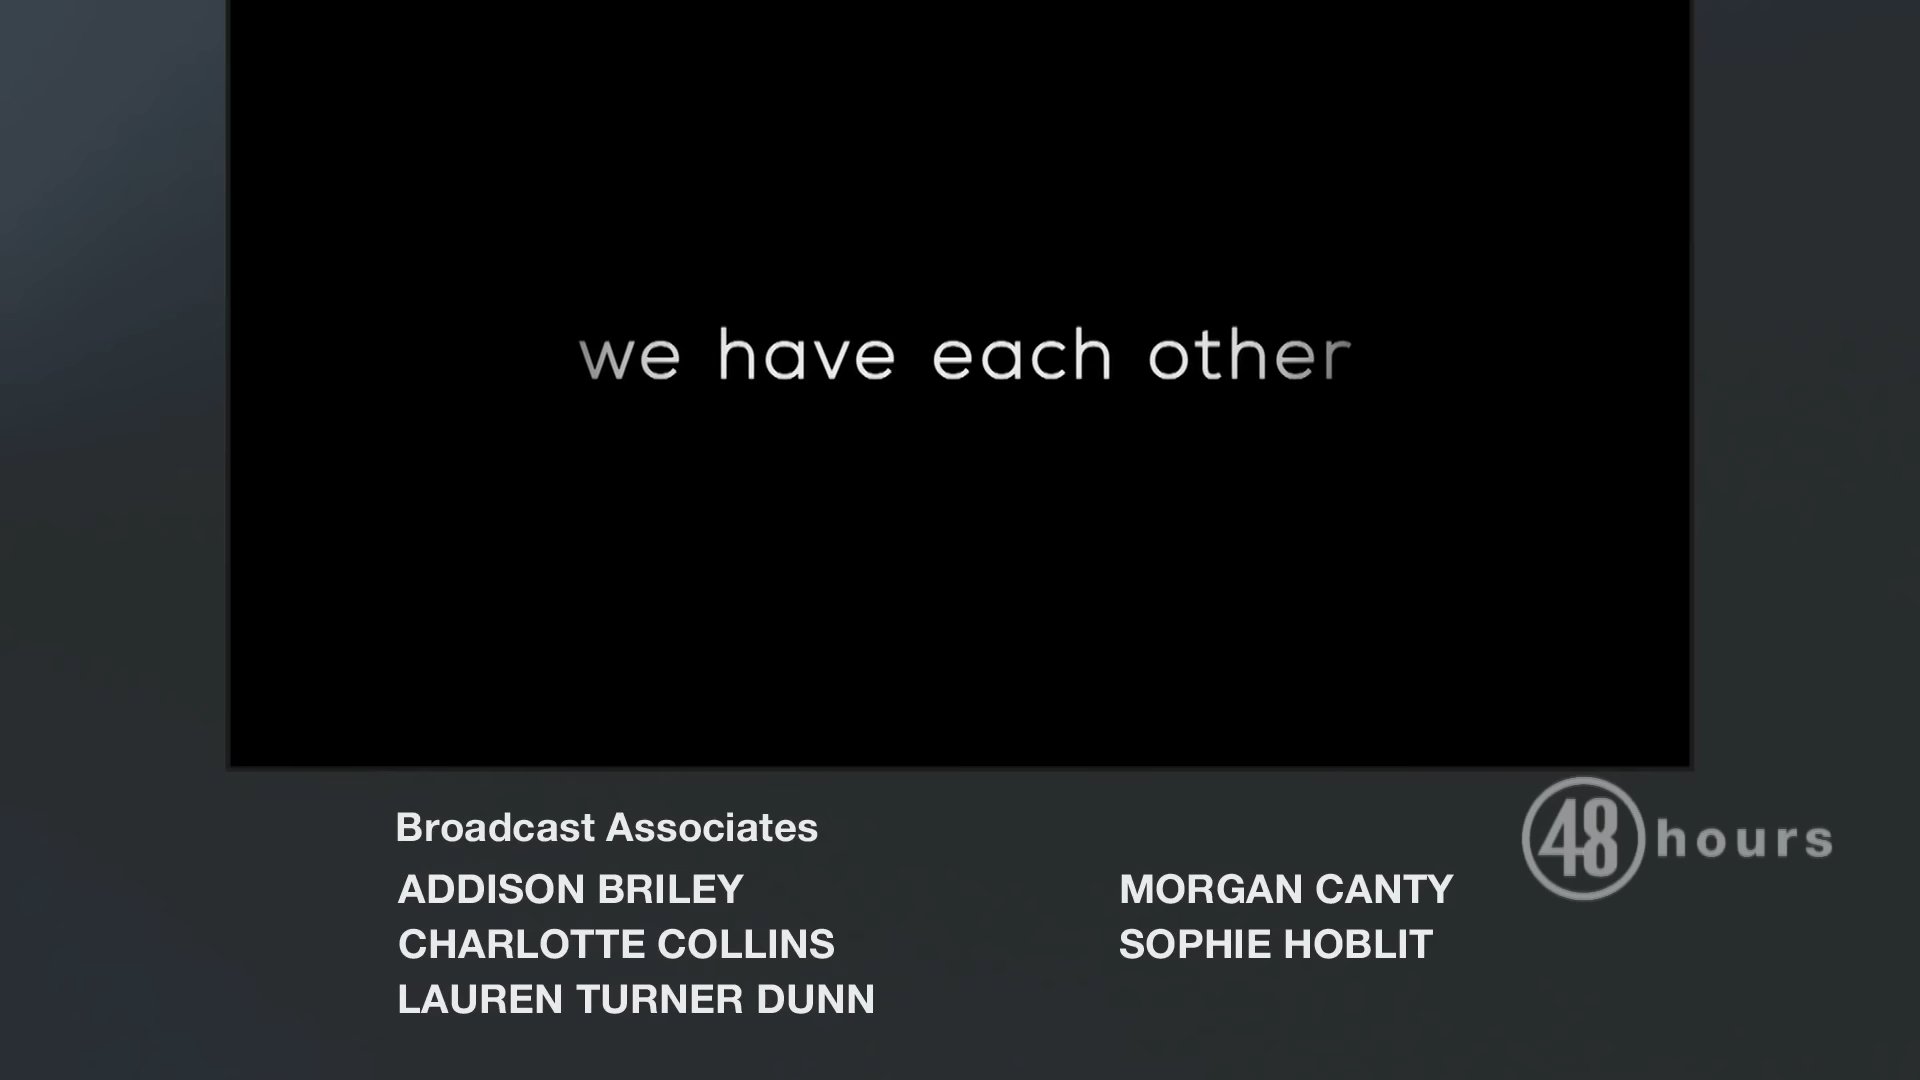 we have each other
48 hours
Broadcast Associates
ADDISON BRILEY
MORGAN CANTY
CHARLOTTE COLLINS
SOPHIE HOBLIT
LAUREN TURNER DUNN